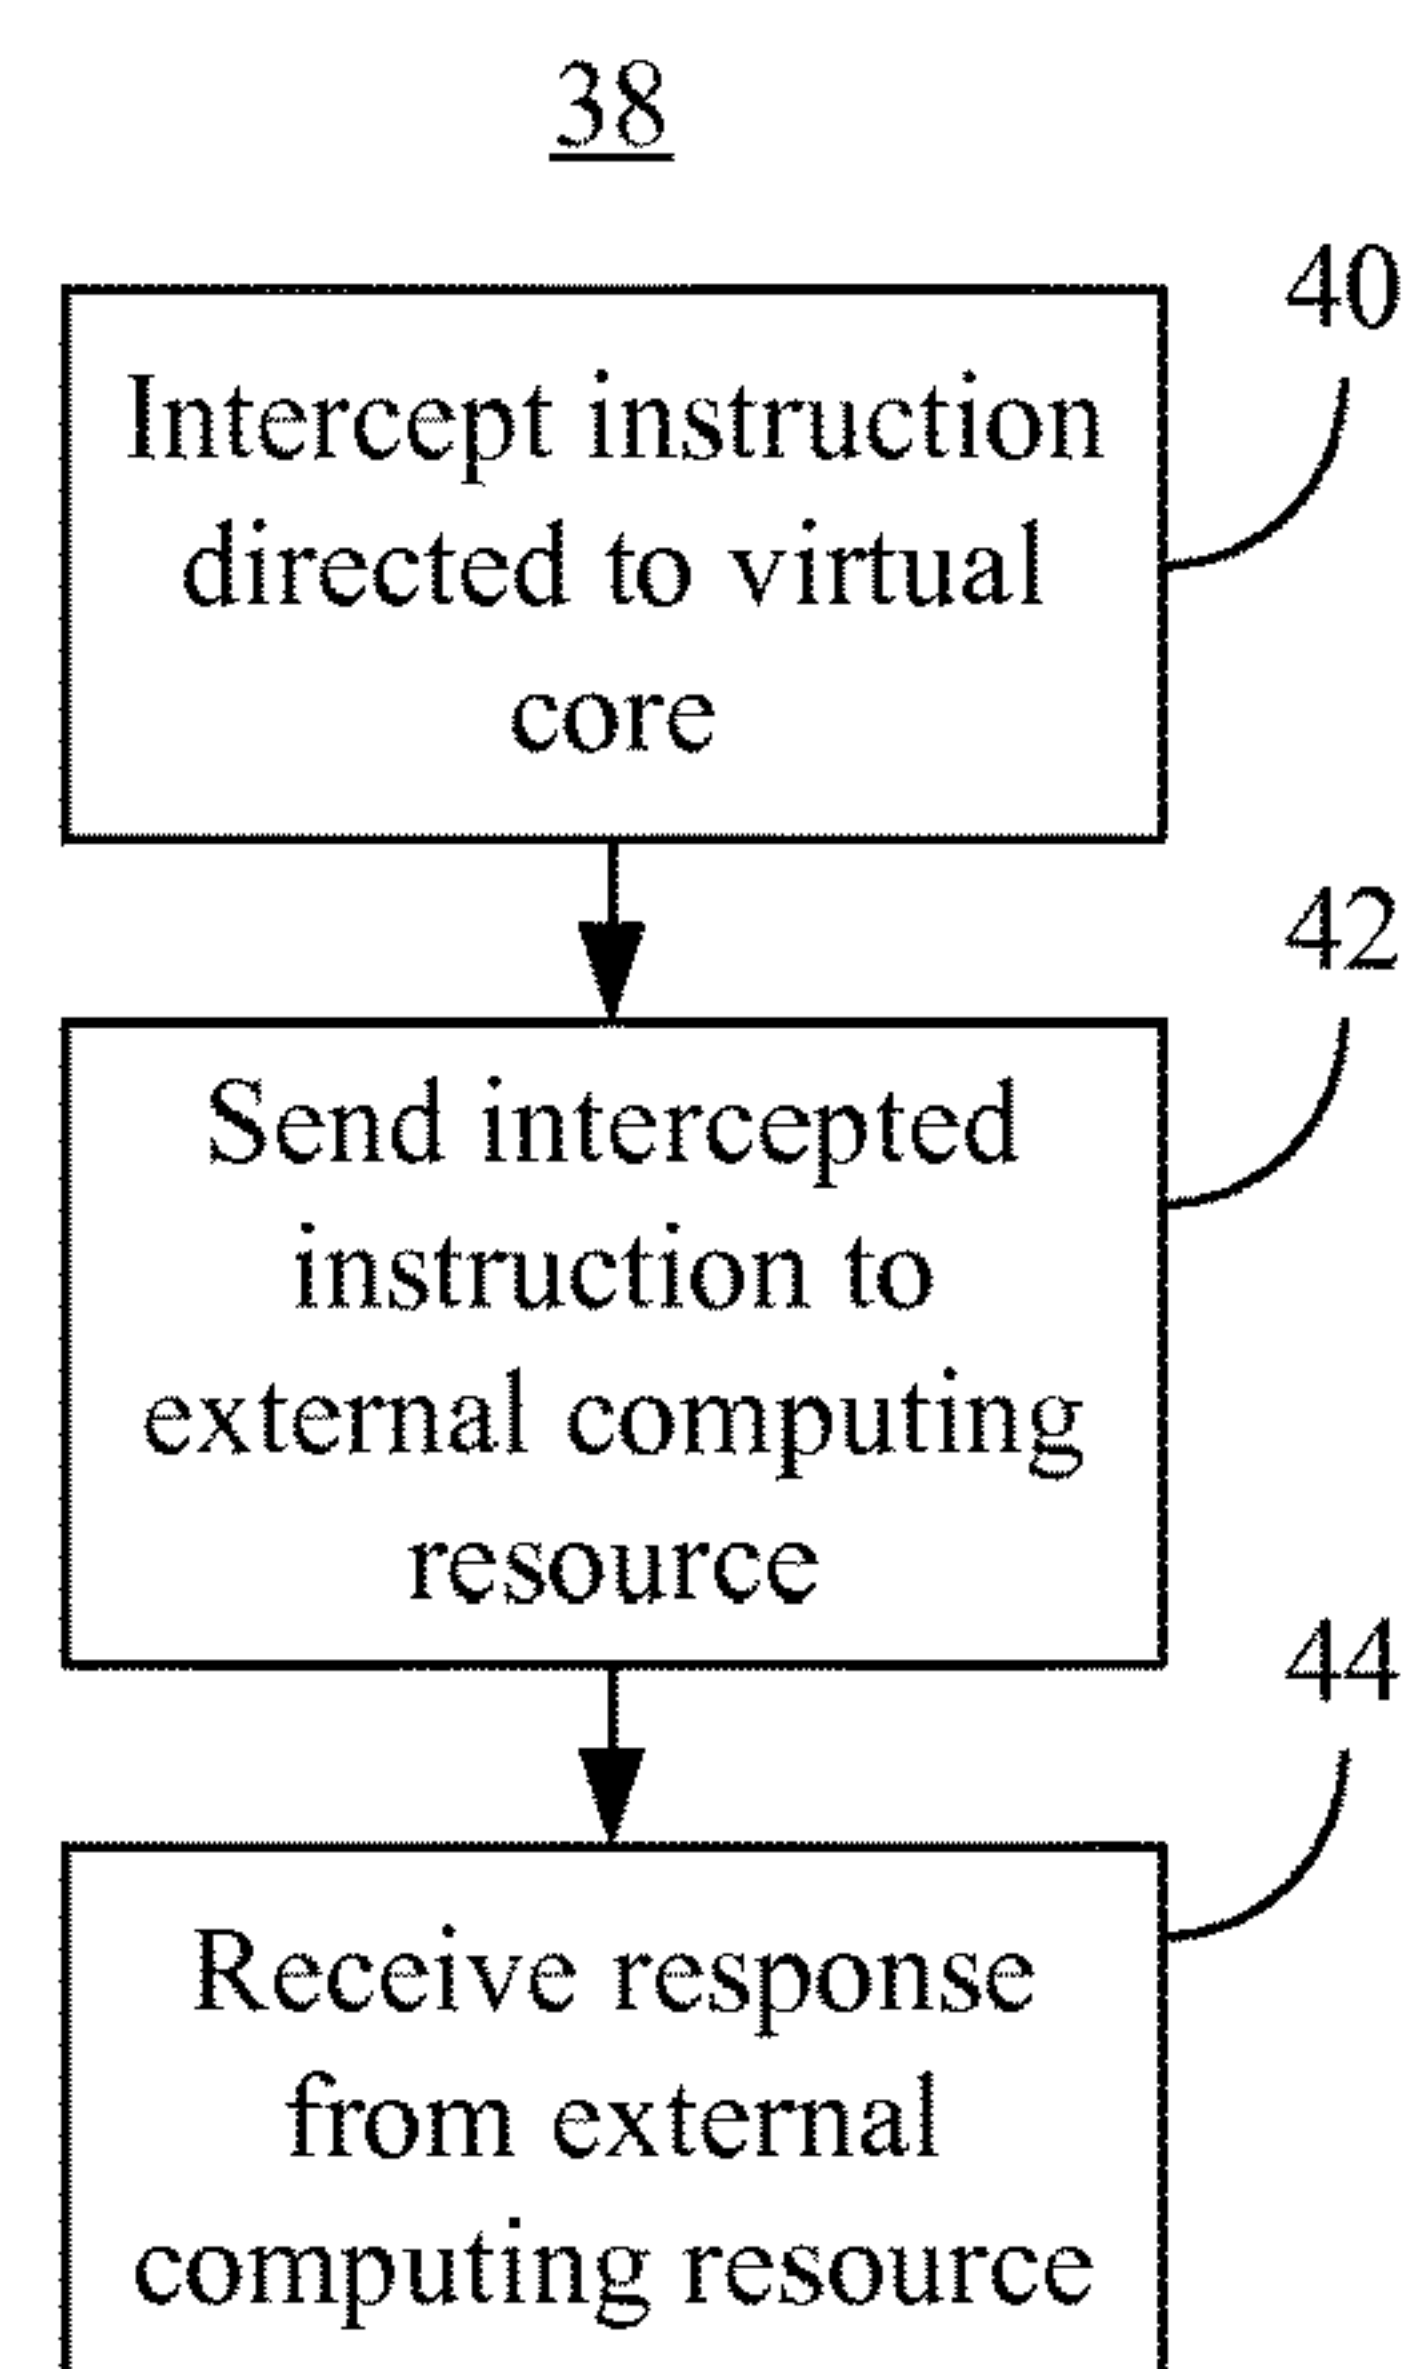 38
40
Intercept instruction
directed to virtual
core
42
Send intercepted
instruction to
external computing
resource
44
Receive response
from external
computing resource